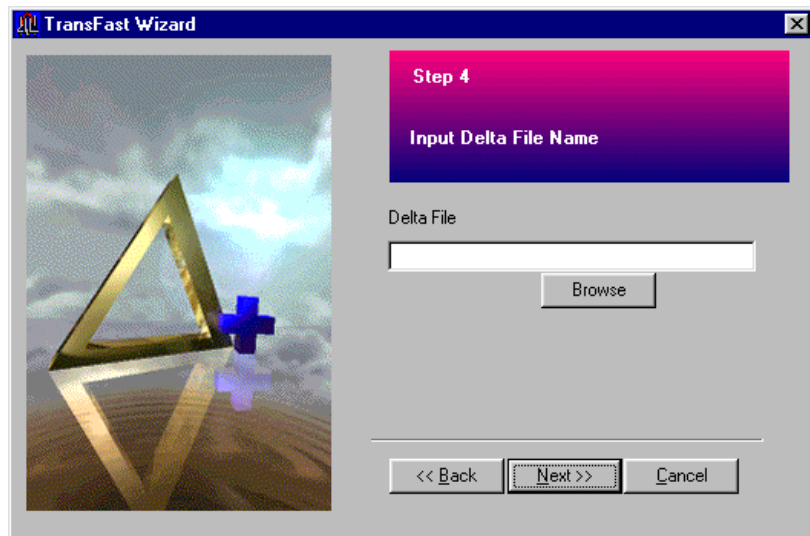 TransFast Wizard
Step 4
Input Delta File Name
Delta File
Browse
<< Back
Next >>
Cancel